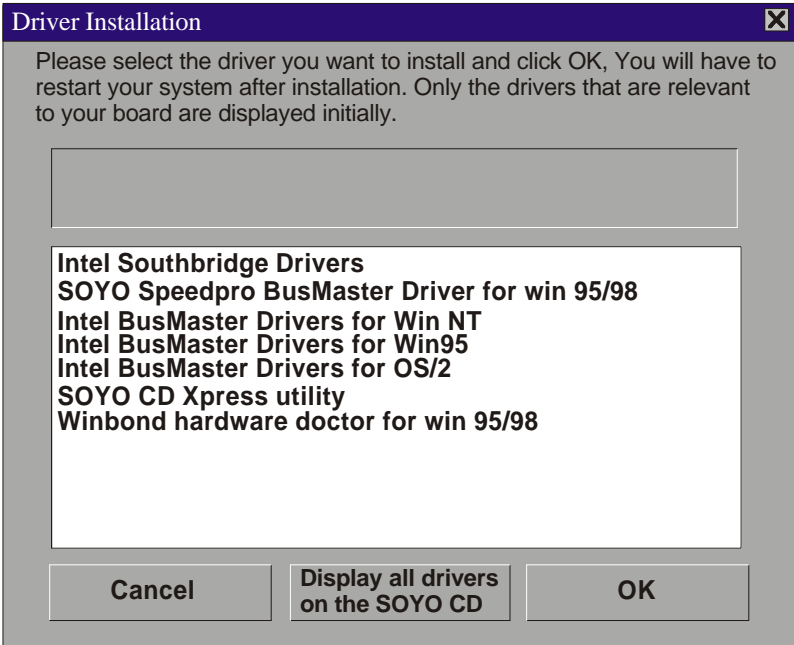 Driver Installation
Please select the driver you want to install and click OK, You will have to
restart your system after installation. Only the drivers that are relevant
to your board are displayed initially.
Intel Southbridge Drivers
SOYO Speedpro BusMaster Driver for win 95/98
Intel BusMaster Drivers for Win NT
Intel BusMaster Drivers for Win95
Intel BusMaster Drivers for OS/2
SOYO CD Xpress utility
Winbond hardware doctor for win 95/98
Cancel
Display all drivers
on the SOYO CD
OK